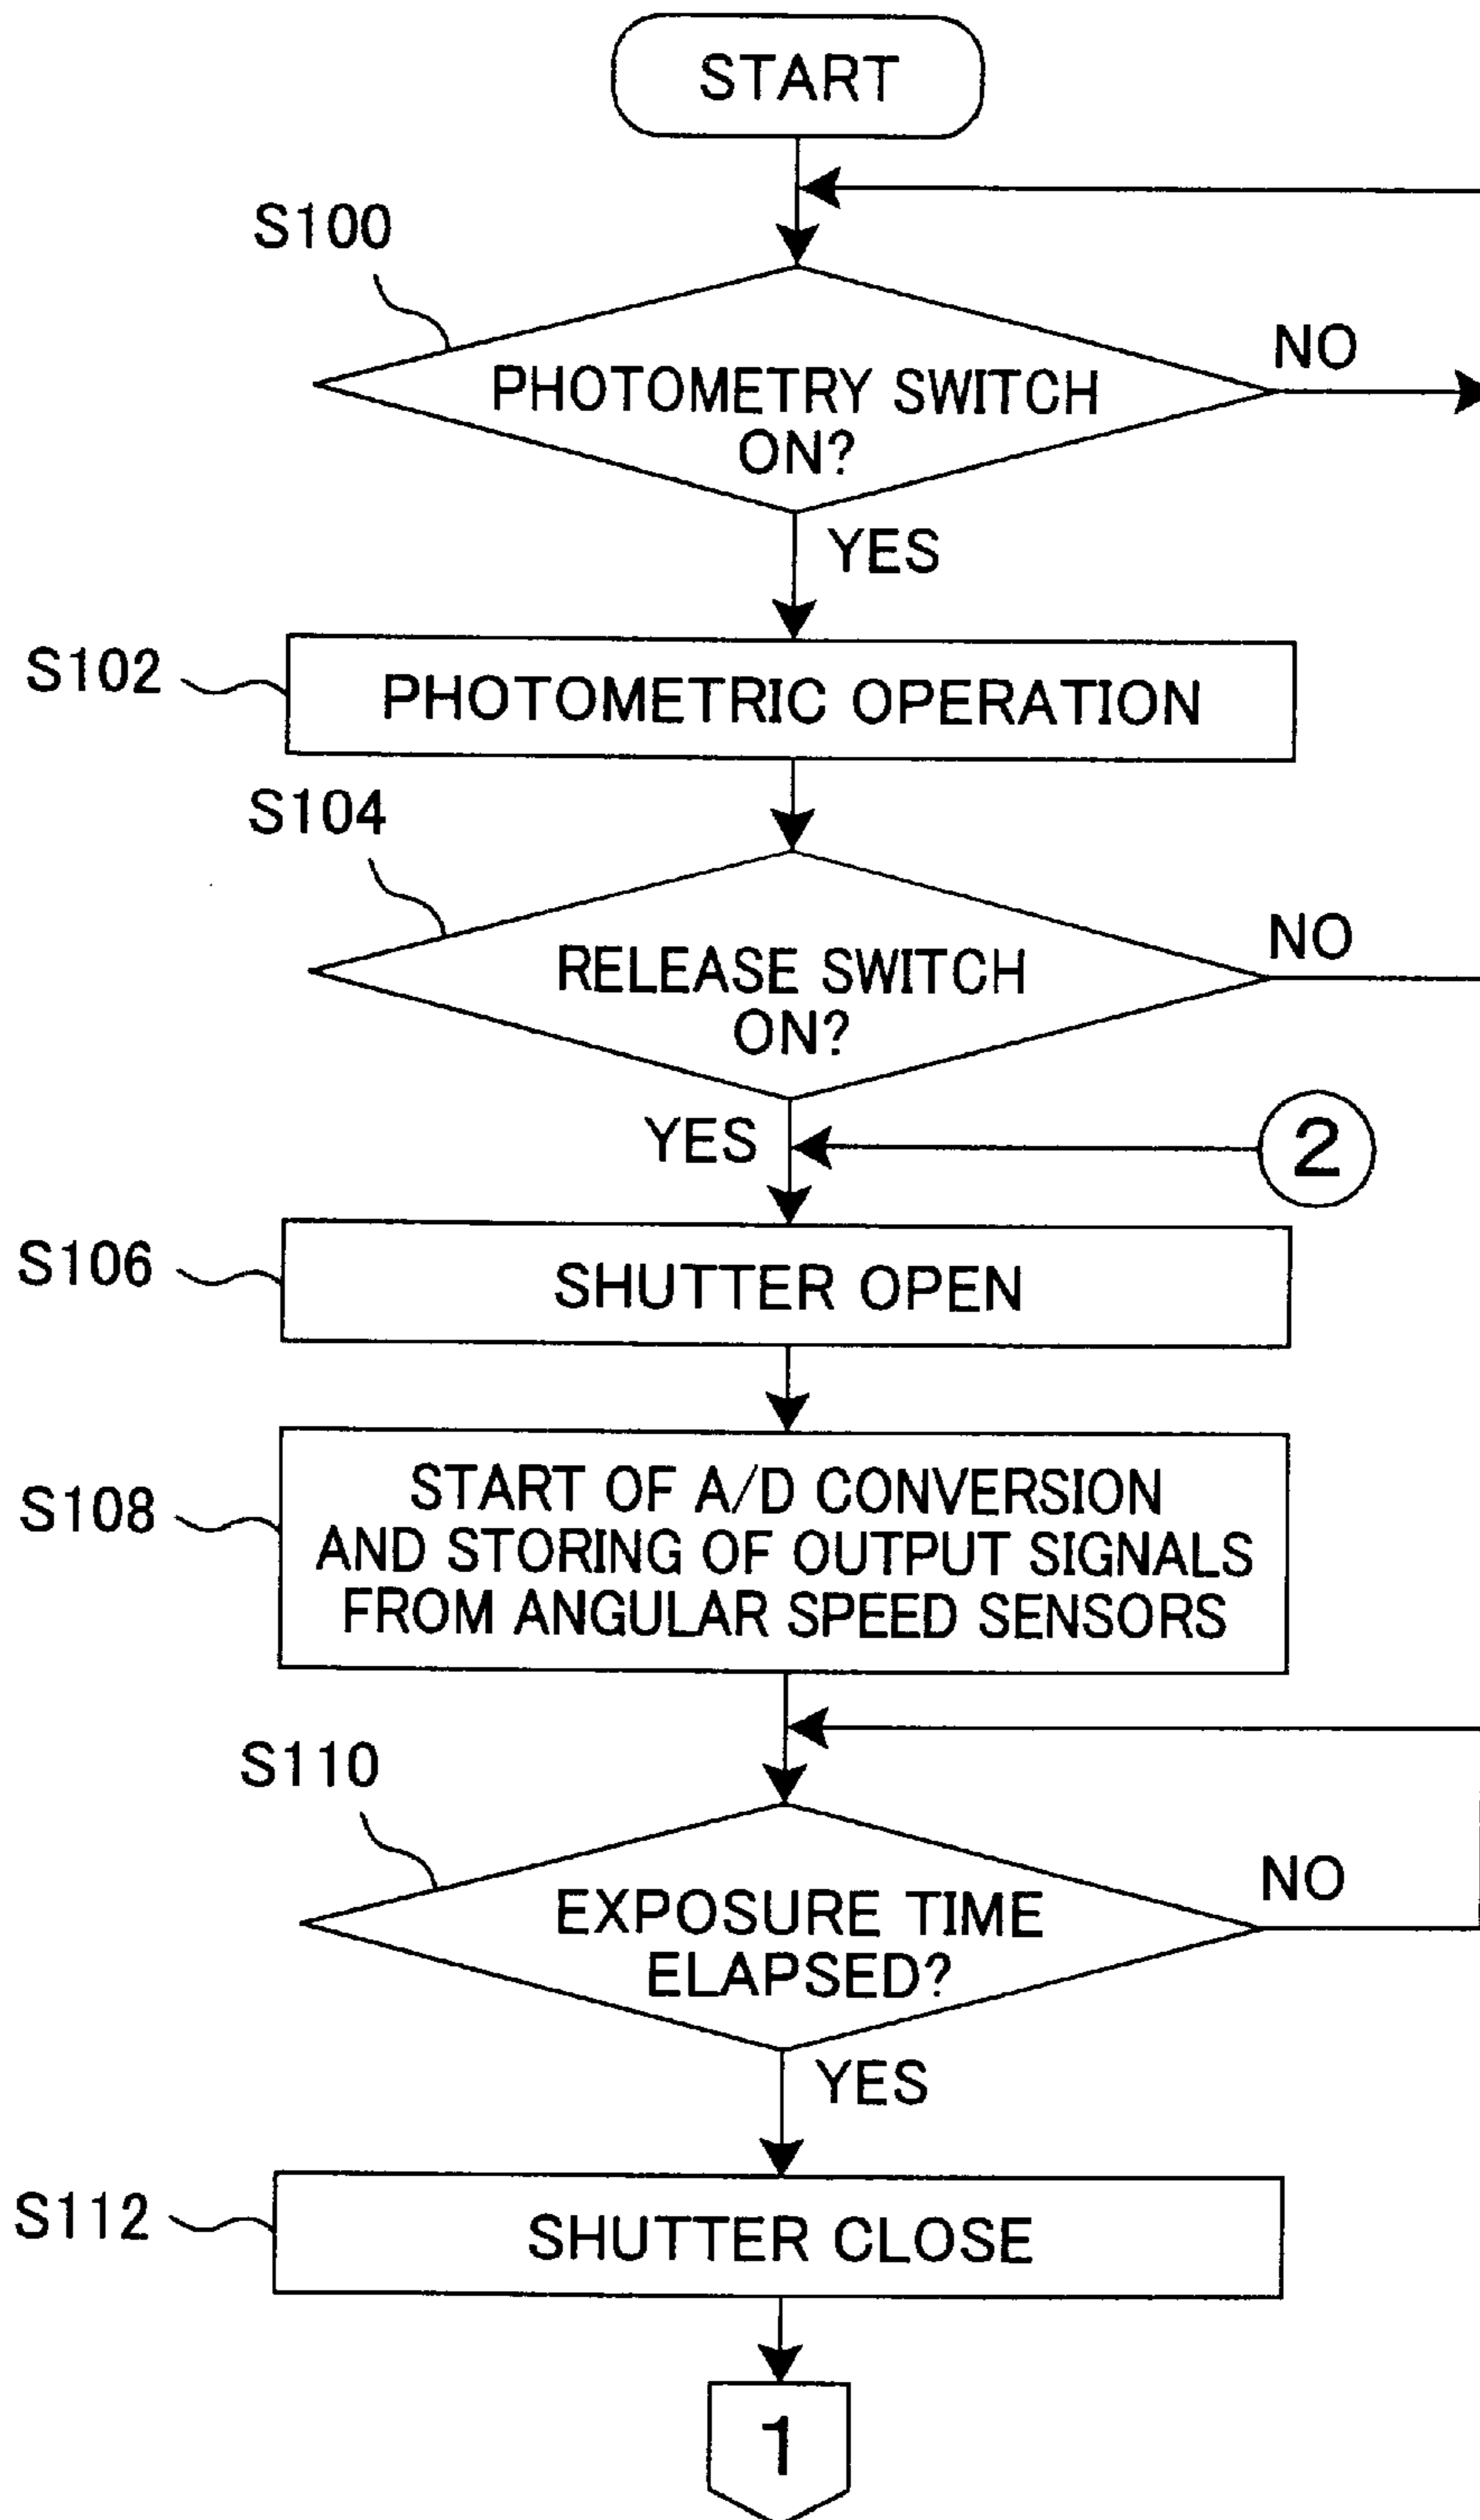 START
S100
NO
PHOTOMETRY SWITCH
ON?
YES
S102
PHOTOMETRIC OPERATION
S104
NO
RELEASE SWITCH
ON?
YES
2
S106
SHUTTER OPEN
S108
START OF A/D CONVERSION
AND STORING OF OUTPUT SIGNALS
FROM ANGULAR SPEED SENSORS
S110
NO
EXPOSURE TIME
ELAPSED?
YES
S112
SHUTTER CLOSE
1